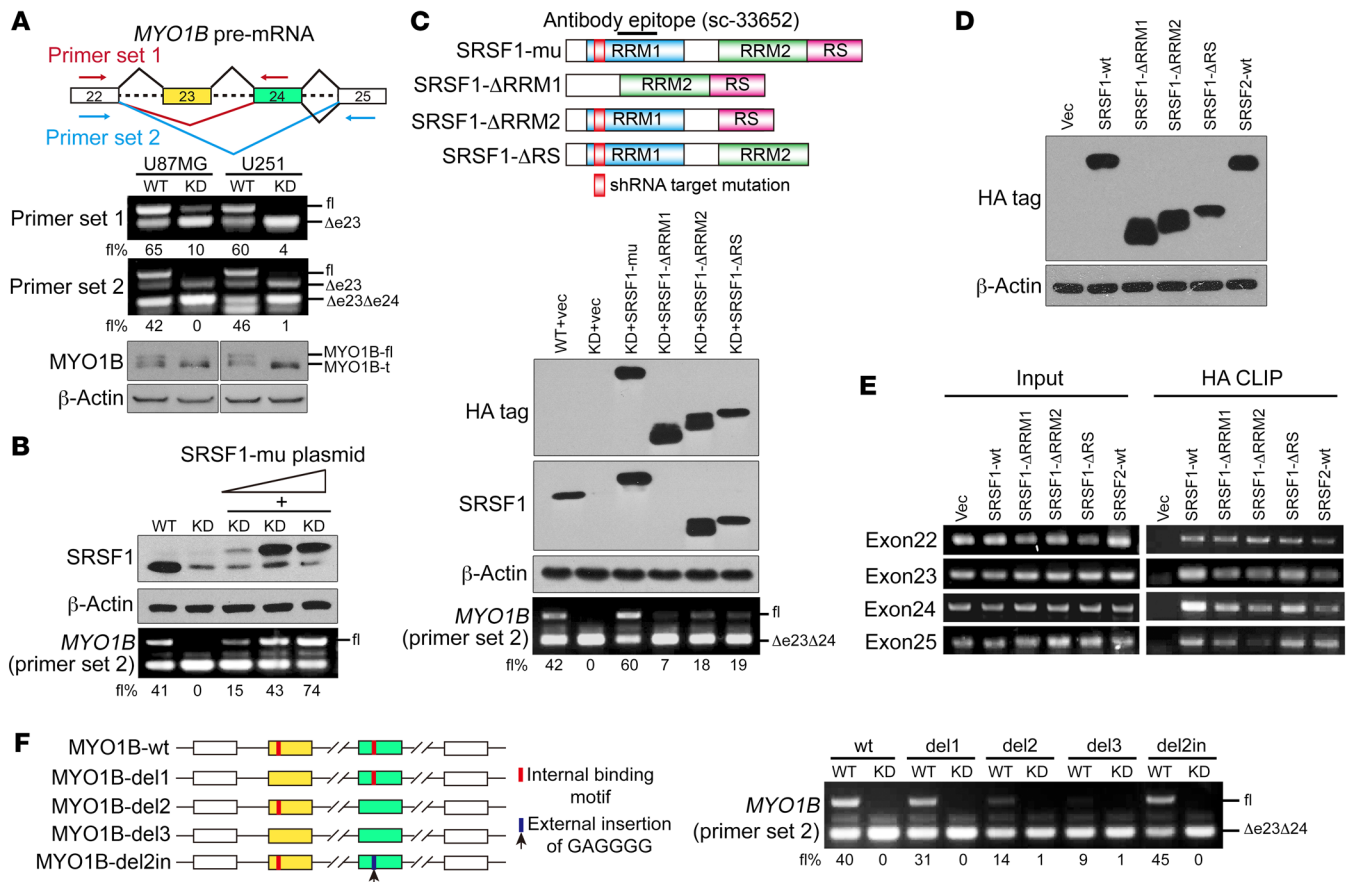 A
MYO1B pre-mRNA
Primer set 1
22 23 24 25
Primer set 2
U87MG U251
WT KD WT KD
Primer set 1
fl
Δe23
fl% 65 10 60 4
Primer set 2
fl
Δe23
Δe23Δe24
fl% 42 0 46 1
MYO1B
MYO1B-fl
MYO1B-t
β-Actin
B
SRSF1-mu plasmid
+
WT KD KD KD KD
SRSF1
β-Actin
MYO1B
(primer set 2)
fl
fl% 41 0 15 43 74
C
Antibody epitope (sc-33652)
SRSF1-mu RRM1 RRM2 RS
SRSF1-ΔRRM1 RRM2 RS
SRSF1-ΔRRM2 RRM1 RS
SRSF1-ΔRS RRM1 RRM2
shRNA target mutation
WT+vec
KD+vec
KD+SRSF1-mu
KD+SRSF1-ΔRRM1
KD+SRSF1-ΔRRM2
KD+SRSF1-ΔRS
HA tag
SRSF1
β-Actin
MYO1B
(primer set 2)
fl
Δe23Δ24
fl% 42 0 60 7 18 19
D
Vec
SRSF1-wt
SRSF1-ΔRRM1
SRSF1-ΔRRM2
SRSF1-ΔRS
SRSF2-wt
HA tag
β-Actin
E
Input HA CLIP
Vec
SRSF1-wt
SRSF1-ΔRRM1
SRSF1-ΔRRM2
SRSF1-ΔRS
SRSF2-wt
Vec
SRSF1-wt
SRSF1-ΔRRM1
SRSF1-ΔRRM2
SRSF1-ΔRS
SRSF2-wt
Exon22
Exon23
Exon24
Exon25
F
MYO1B-wt
MYO1B-del1
MYO1B-del2
MYO1B-del3
MYO1B-del2in
Internal binding
motif
External insertion
of GAGGGG
wt del1 del2 del3 del2in
WT KD WT KD WT KD WT KD WT KD
MYO1B
(primer set 2)
fl
Δe23Δ24
fl% 40 0 31 0 14 1 9 1 45 0